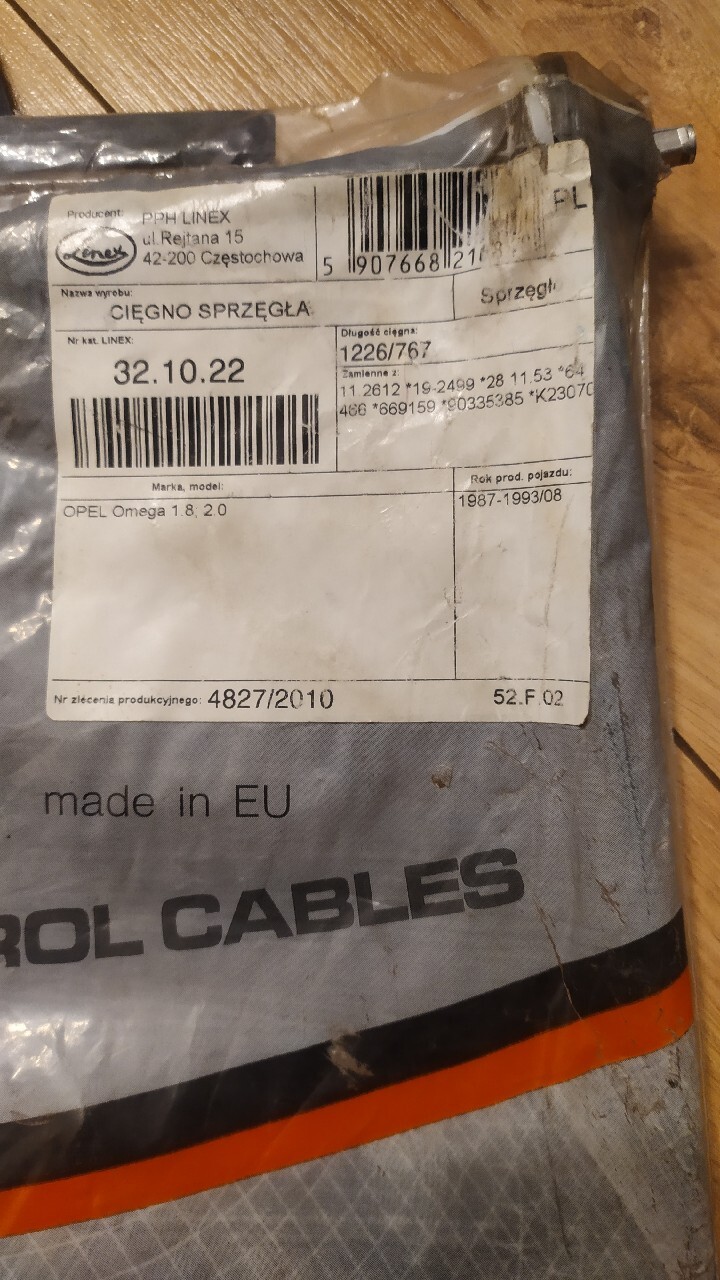 Producent: PPH LINEX
Linex
ul.Rejtana 15
42-200 Częstochowa
5 907668 21
PL
Nazwa wyrobu:
CIĘGNO SPRZĘGŁA
Nr kat. LINEX:
32.10.22
Długość cięgna:
1226/767
Zamienne z:
11.2612 *19-2499 *28 11.53 *64
466 *669159 *90335385 *K23070
Marka, model:
Rok prod. pojazdu:
OPEL Omega 1.8, 2.0
1987-1993/08
Nr zlecenia produkcyjnego: 4827/2010
52.F.02
made in EU
ROL CABLES